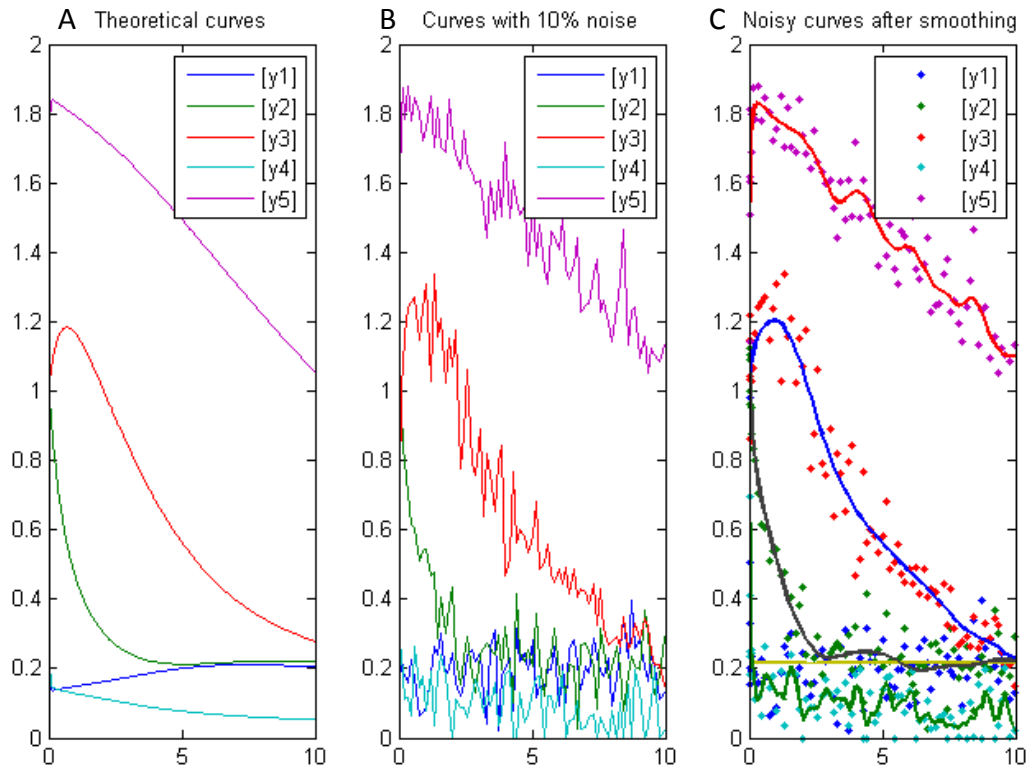 A Theoretical curves
2
1.8
1.6
1.4
1.2
1
0.8
0.6
0.4
0.2
0
0 5 10
[y1]
[y2]
[y3]
[y4]
[y5]
B Curves with 10% noise
2
1.8
1.6
1.4
1.2
1
0.8
0.6
0.4
0.2
0
0 5 10
[y1]
[y2]
[y3]
[y4]
[y5]
C Noisy curves after smoothing
2
1.8
1.6
1.4
1.2
1
0.8
0.6
0.4
0.2
0
0 5 10
[y1]
[y2]
[y3]
[y4]
[y5]